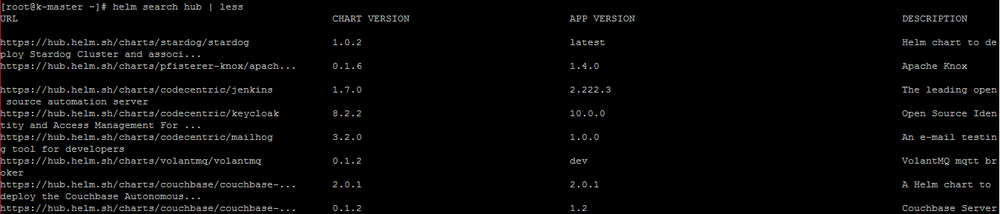 [root@k-master ~]# helm search hub | less
URL CHART VERSION APP VERSION DESCRIPTION
https://hub.helm.sh/charts/stardog/stardog 1.0.2 latest Helm chart to de
ploy Stardog Cluster and associ...
https://hub.helm.sh/charts/pfisterer-knox/apach... 0.1.6 1.4.0 Apache Knox
https://hub.helm.sh/charts/codecentric/jenkins 1.7.0 2.222.3 The leading open
source automation server
https://hub.helm.sh/charts/codecentric/keycloak 8.2.2 10.0.0 Open Source Iden
tity and Access Management For ...
https://hub.helm.sh/charts/codecentric/mailhog 3.2.0 1.0.0 An e-mail testin
g tool for developers
https://hub.helm.sh/charts/volantmq/volantmq 0.1.2 dev VolantMQ mqtt br
oker
https://hub.helm.sh/charts/couchbase/couchbase-... 2.0.1 2.0.1 A Helm chart to
deploy the Couchbase Autonomous...
https://hub.helm.sh/charts/couchbase/couchbase-... 0.1.2 1.2 Couchbase Server